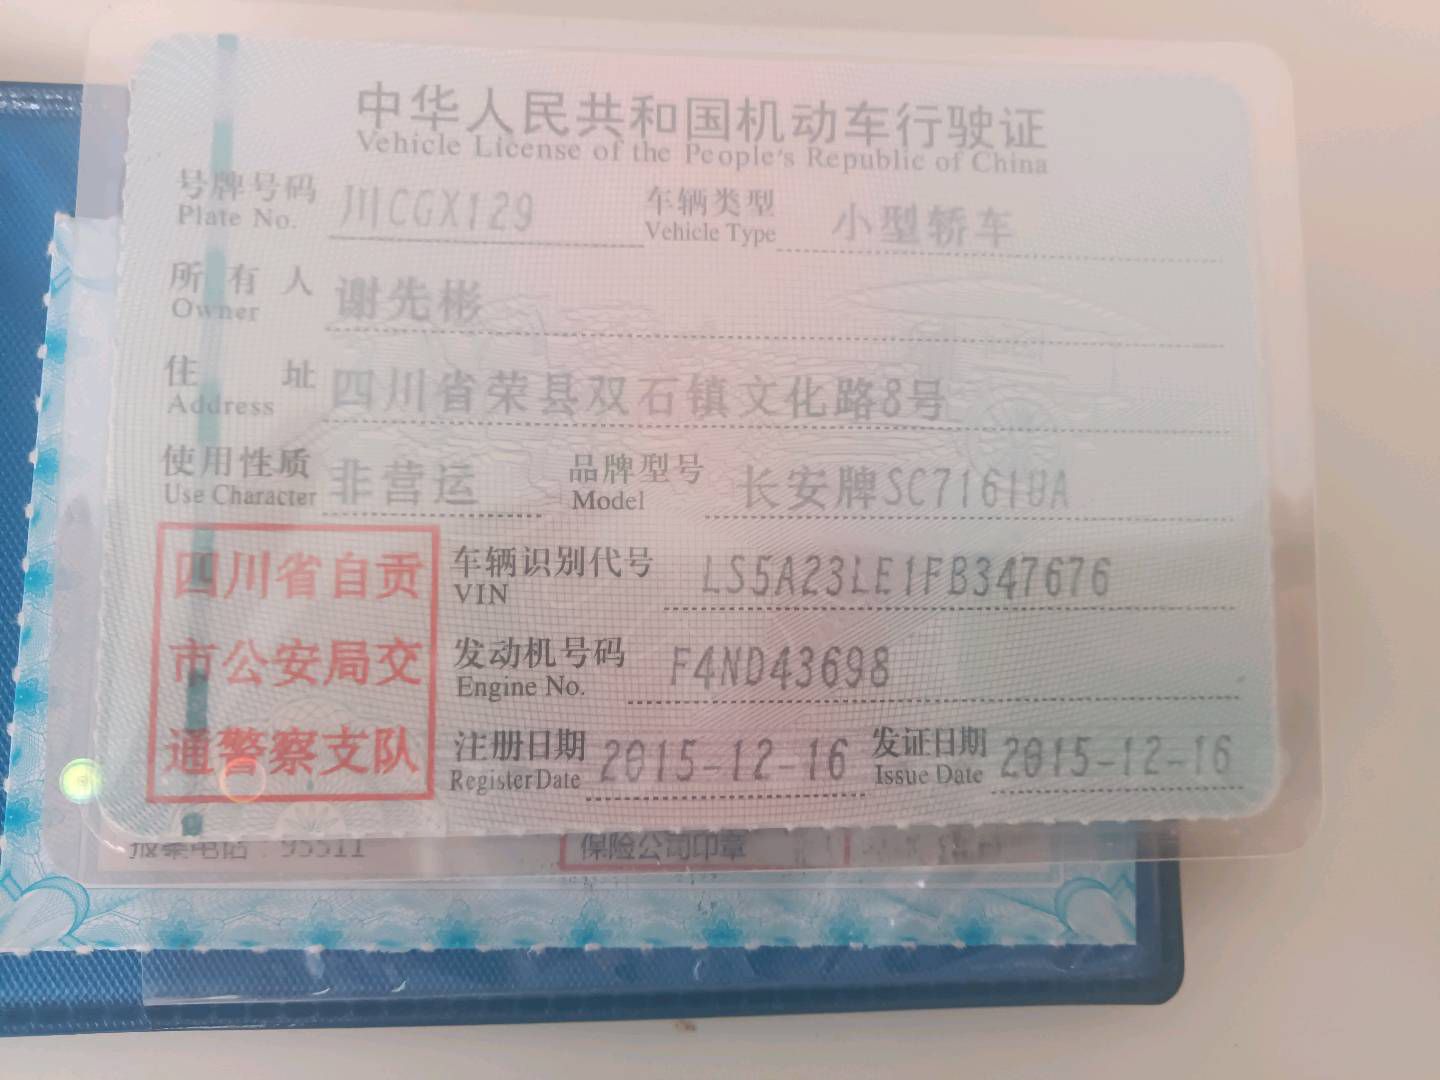 中华人民共和国机动车行驶证
Vehicle License of the People's Republic of China
号牌号码 川CGX129 车辆类型 小型轿车
Plate No. Vehicle Type
所有人 谢先彬
Owner
住址 四川省荣县双石镇文化路8号
Address
使用性质 非营运 品牌型号 长安牌SC7161UA
Use Character Model
四川省自贡
市公安局交
通警察支队
车辆识别代号 LS5A23LE1FB347676
VIN
发动机号码 F4ND43698
Engine No.
注册日期 2015-12-16 发证日期 2015-12-16
Register Date Issue Date
报案电话：95511 保险公司印章